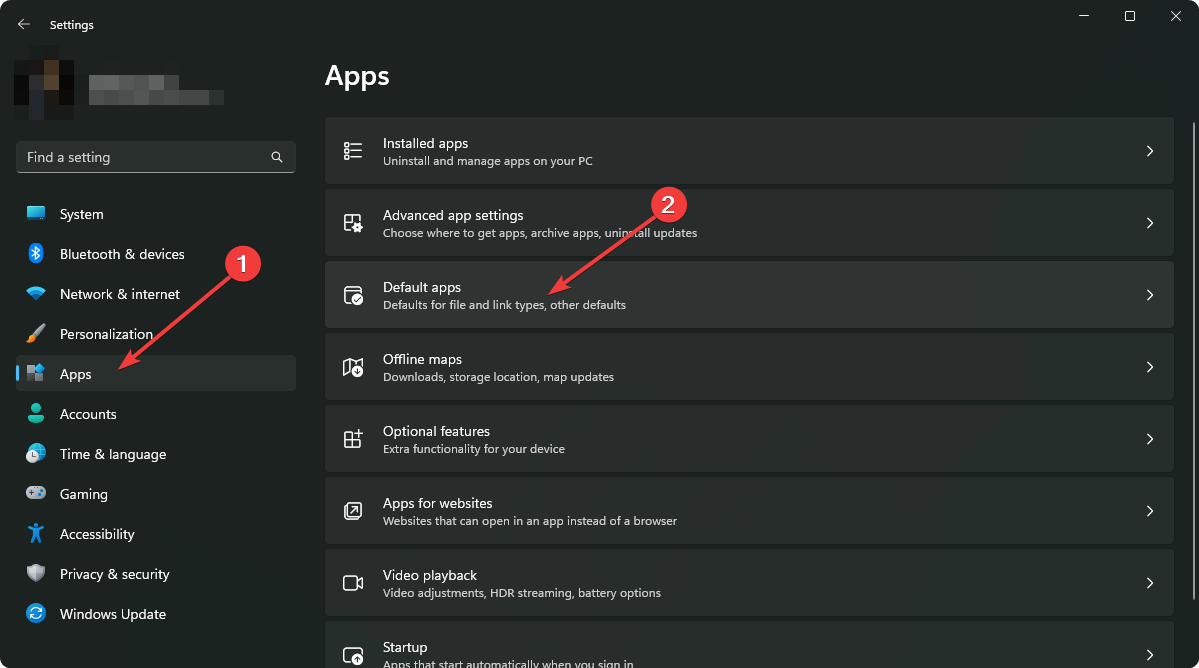 Settings
Find a setting
System
Bluetooth & devices
Network & internet
Personalization
Apps
Accounts
Time & language
Gaming
Accessibility
Privacy & security
Windows Update
1
Apps
Installed apps
Uninstall and manage apps on your PC
Advanced app settings
Choose where to get apps, archive apps, uninstall updates
2
Default apps
Defaults for file and link types, other defaults
Offline maps
Downloads, storage location, map updates
Optional features
Extra functionality for your device
Apps for websites
Websites that can open in an app instead of a browser
Video playback
Video adjustments, HDR streaming, battery options
Startup
Apps that start automatically when you sign in